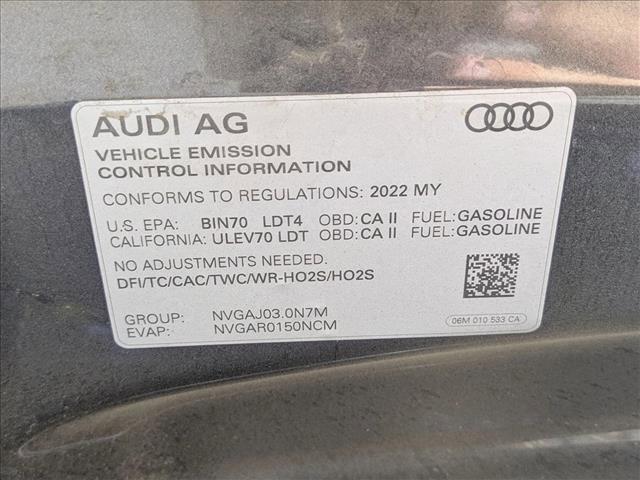 AUDI AG
VEHICLE EMISSION
CONTROL INFORMATION
CONFORMS TO REGULATIONS: 2022 MY
U.S. EPA: BIN70 LDT4 OBD:CA II FUEL:GASOLINE
CALIFORNIA: ULEV70 LDT OBD:CA II FUEL:GASOLINE
NO ADJUSTMENTS NEEDED.
DFI/TC/CAC/TWC/WR-HO2S/HO2S
GROUP: NVGAJ03.0N7M
EVAP: NVGAR0150NCM
06M 010 533 CA